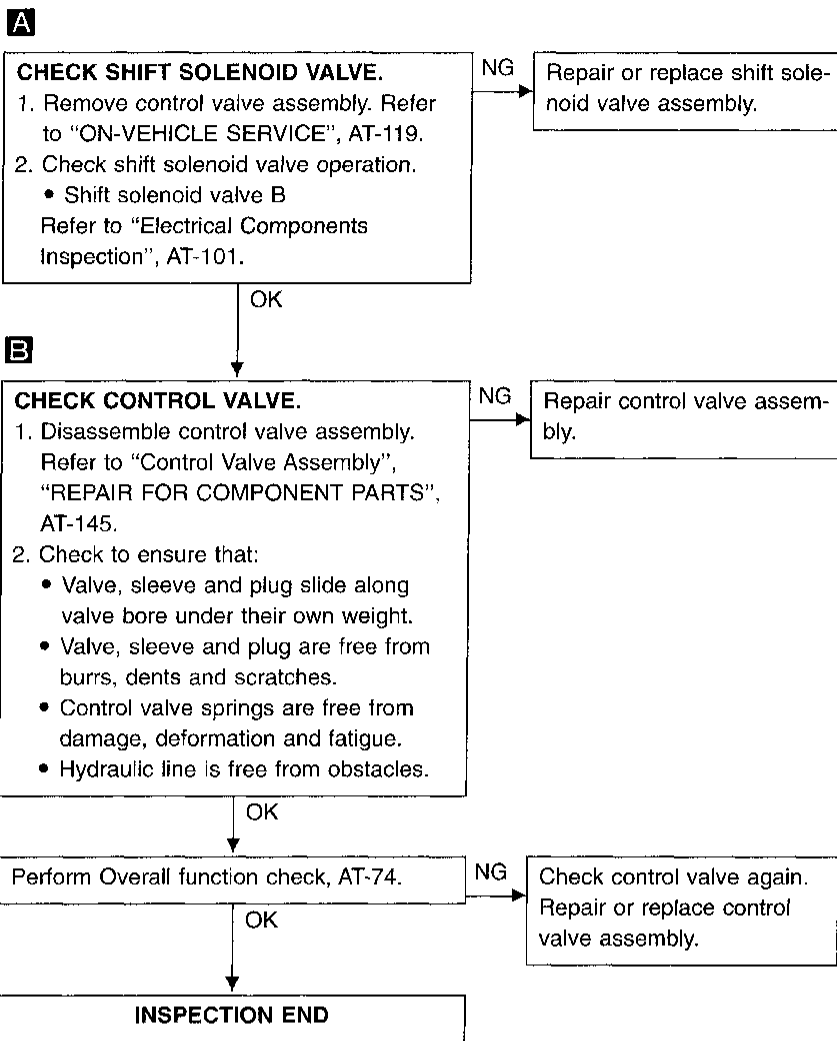 A
CHECK SHIFT SOLENOID VALVE.
1. Remove control valve assembly. Refer
to “ON-VEHICLE SERVICE”, AT-119.
2. Check shift solenoid valve operation.
• Shift solenoid valve B
Refer to “Electrical Components
Inspection”, AT-101.
NG
Repair or replace shift sole-
noid valve assembly.
OK
B
CHECK CONTROL VALVE.
1. Disassemble control valve assembly.
Refer to “Control Valve Assembly”,
“REPAIR FOR COMPONENT PARTS”,
AT-145.
2. Check to ensure that:
• Valve, sleeve and plug slide along
valve bore under their own weight.
• Valve, sleeve and plug are free from
burrs, dents and scratches.
• Control valve springs are free from
damage, deformation and fatigue.
• Hydraulic line is free from obstacles.
NG
Repair control valve assem-
bly.
OK
Perform Overall function check, AT-74.
NG
Check control valve again.
Repair or replace control
valve assembly.
OK
INSPECTION END